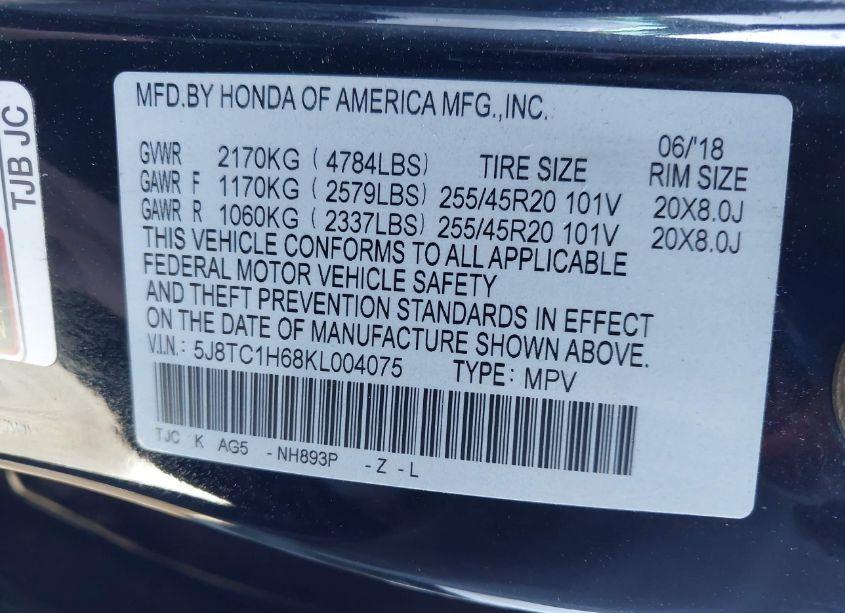 TJB JC
MFD.BY HONDA OF AMERICA MFG.,INC.
06/'18
GVWR 2170KG ( 4784LBS) TIRE SIZE RIM SIZE
GAWR F 1170KG ( 2579LBS) 255/45R20 101V 20X8.0J
GAWR R 1060KG ( 2337LBS) 255/45R20 101V 20X8.0J
THIS VEHICLE CONFORMS TO ALL APPLICABLE
FEDERAL MOTOR VEHICLE SAFETY
AND THEFT PREVENTION STANDARDS IN EFFECT
ON THE DATE OF MANUFACTURE SHOWN ABOVE.
V.I.N.: 5J8TC1H68KL004075 TYPE: MPV
TJC K AG5 - NH893P - Z - L